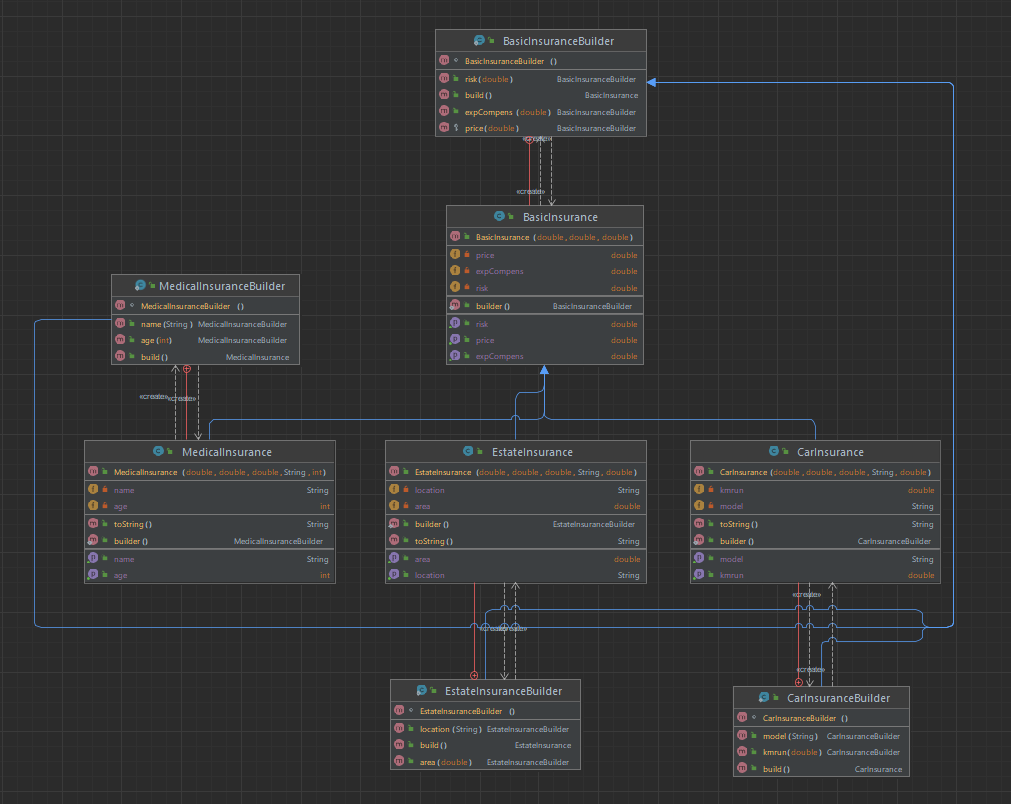 BasicInsuranceBuilder
BasicInsuranceBuilder ()
risk(double) BasicInsuranceBuilder
build() BasicInsurance
expCompens (double) BasicInsuranceBuilder
price(double) BasicInsuranceBuilder
«create»
BasicInsurance
BasicInsurance (double, double, double)
price double
expCompens double
risk double
builder() BasicInsuranceBuilder
risk double
price double
expCompens double
MedicalInsuranceBuilder
MedicalInsuranceBuilder ()
name(String) MedicalInsuranceBuilder
age(int) MedicalInsuranceBuilder
build() MedicalInsurance
«create» «create»
MedicalInsurance
MedicalInsurance (double, double, double, String, int)
name String
age int
toString() String
builder() MedicalInsuranceBuilder
name String
age int
EstateInsurance
EstateInsurance (double, double, double, String, double)
location String
area double
builder() EstateInsuranceBuilder
toString() String
area double
location String
CarInsurance
CarInsurance (double, double, double, String, double)
kmrun double
model String
toString() String
builder() CarInsuranceBuilder
model String
kmrun double
«create»
«create»
EstateInsuranceBuilder
EstateInsuranceBuilder ()
location(String) EstateInsuranceBuilder
build() EstateInsurance
area(double) EstateInsuranceBuilder
CarInsuranceBuilder
CarInsuranceBuilder ()
model(String) CarInsuranceBuilder
kmrun(double) CarInsuranceBuilder
build() CarInsurance